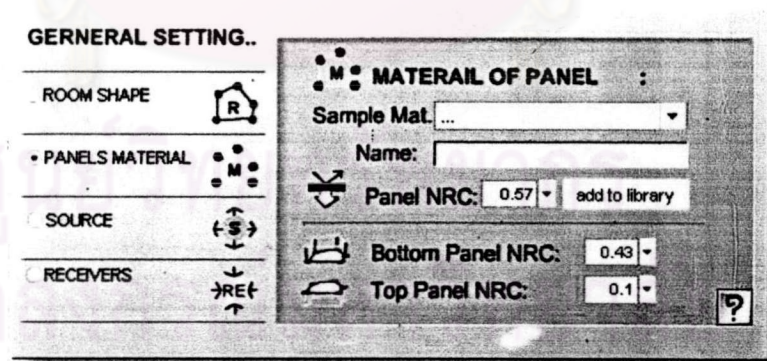 GERNERAL SETTING..
ROOM SHAPE
R
PANELS MATERIAL
M
SOURCE
S
RECEIVERS
RE
M MATERAIL OF PANEL :
Sample Mat. ...
Name:
Panel NRC: 0.57 add to library
Bottom Panel NRC: 0.43
Top Panel NRC: 0.1
?